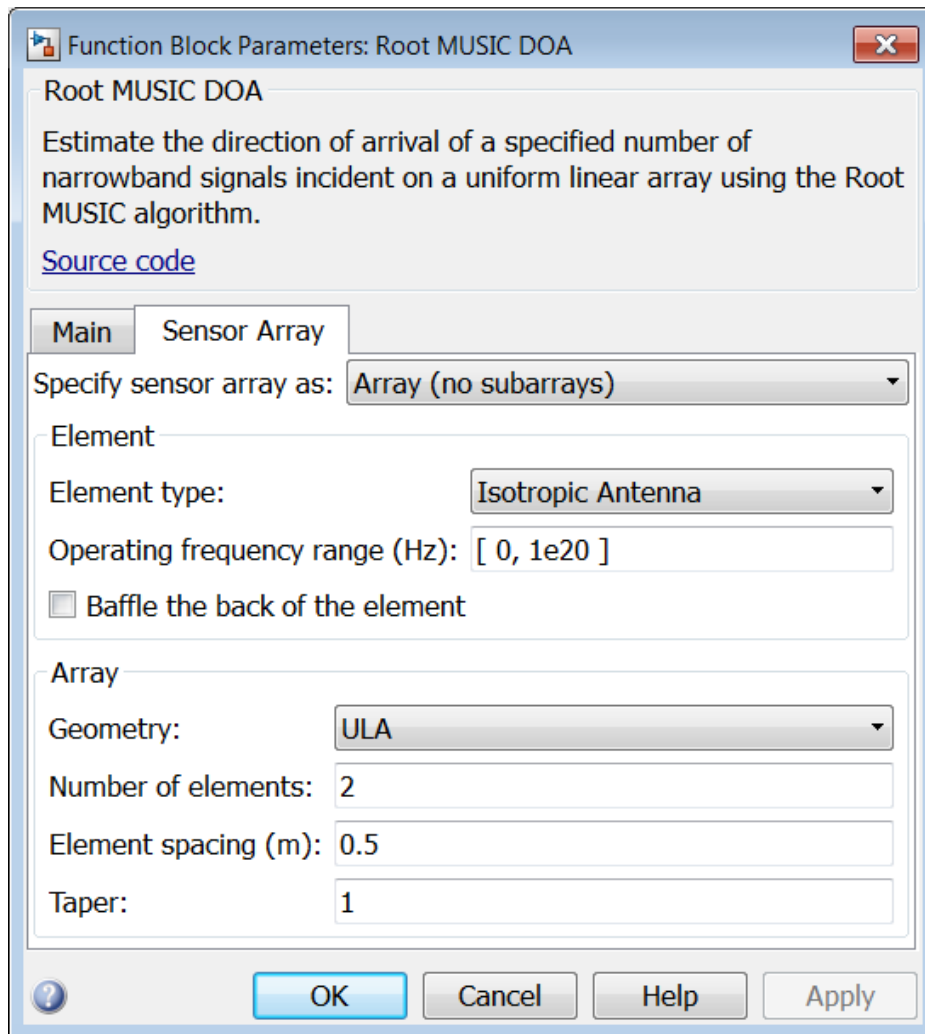 Function Block Parameters: Root MUSIC DOA
Root MUSIC DOA
Estimate the direction of arrival of a specified number of
narrowband signals incident on a uniform linear array using the Root
MUSIC algorithm.
Source code
Main Sensor Array
Specify sensor array as: Array (no subarrays)
Element
Element type: Isotropic Antenna
Operating frequency range (Hz): [ 0, 1e20 ]
Baffle the back of the element
Array
Geometry: ULA
Number of elements: 2
Element spacing (m): 0.5
Taper: 1
? OK Cancel Help Apply